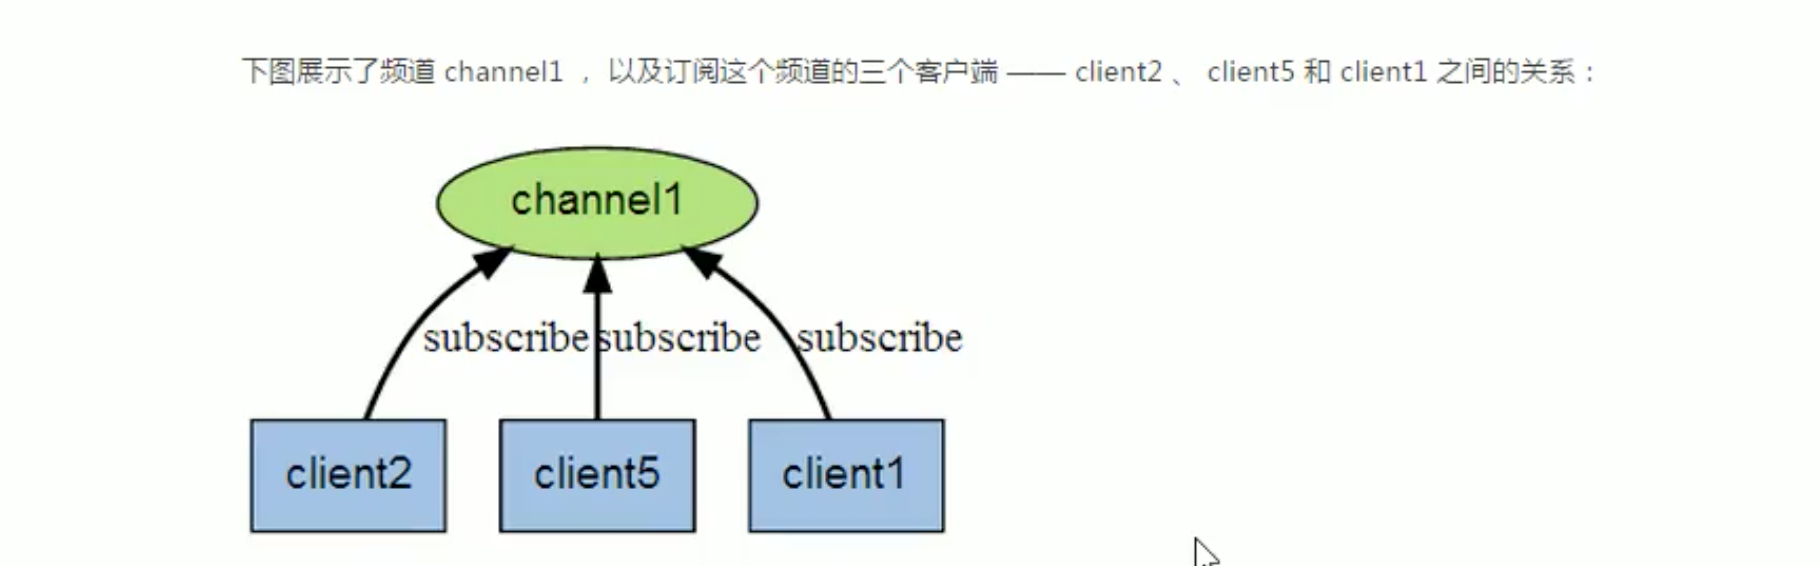 下图展示了频道 channel1 ， 以及订阅这个频道的三个客户端 —— client2 、 client5 和 client1 之间的关系：
channel1
subscribe subscribe subscribe
client2 client5 client1